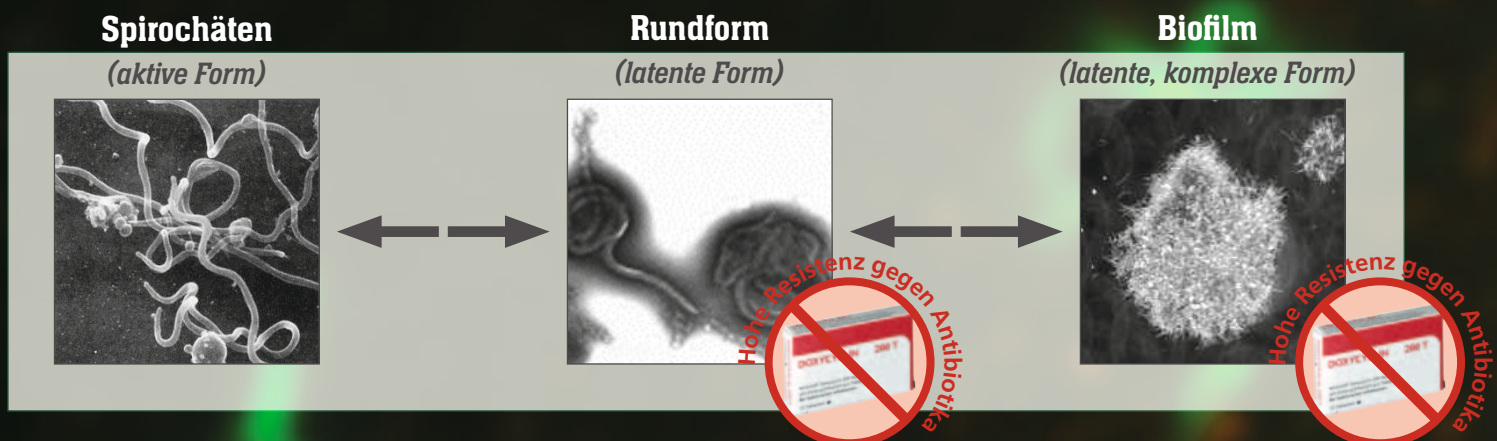 Spirochäten
(aktive Form)
Rundform
(latente Form)
Biofilm
(latente, komplexe Form)
Hohe Resistenz gegen Antibiotika
Hohe Resistenz gegen Antibiotika